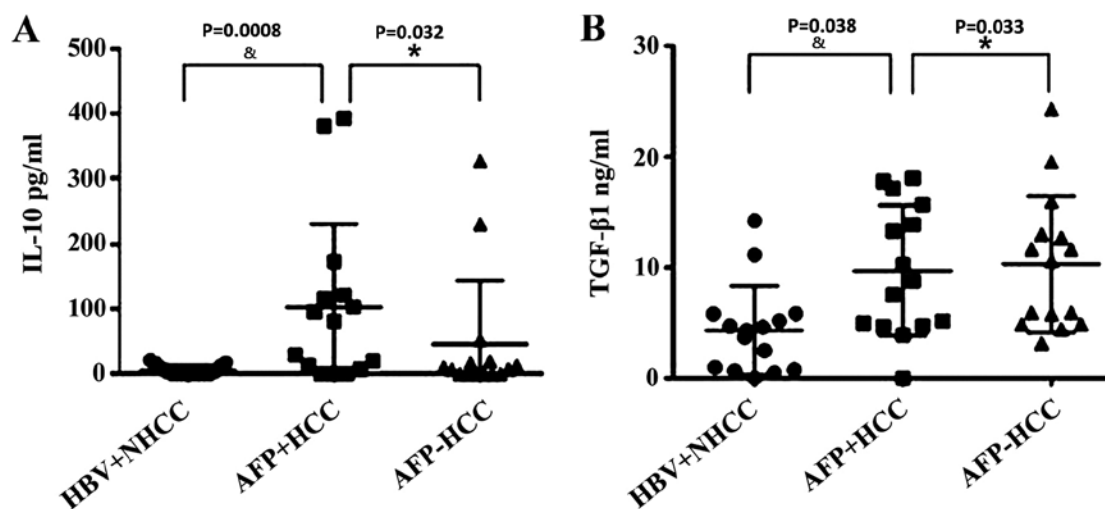 A
P=0.0008
P=0.032
&
*
IL-10 pg/ml
500
400
300
200
100
0
HBV+NHCC
AFP+HCC
AFP-HCC
B
P=0.038
P=0.033
&
*
TGF-β1 ng/ml
30
20
10
0
HBV+NHCC
AFP+HCC
AFP-HCC